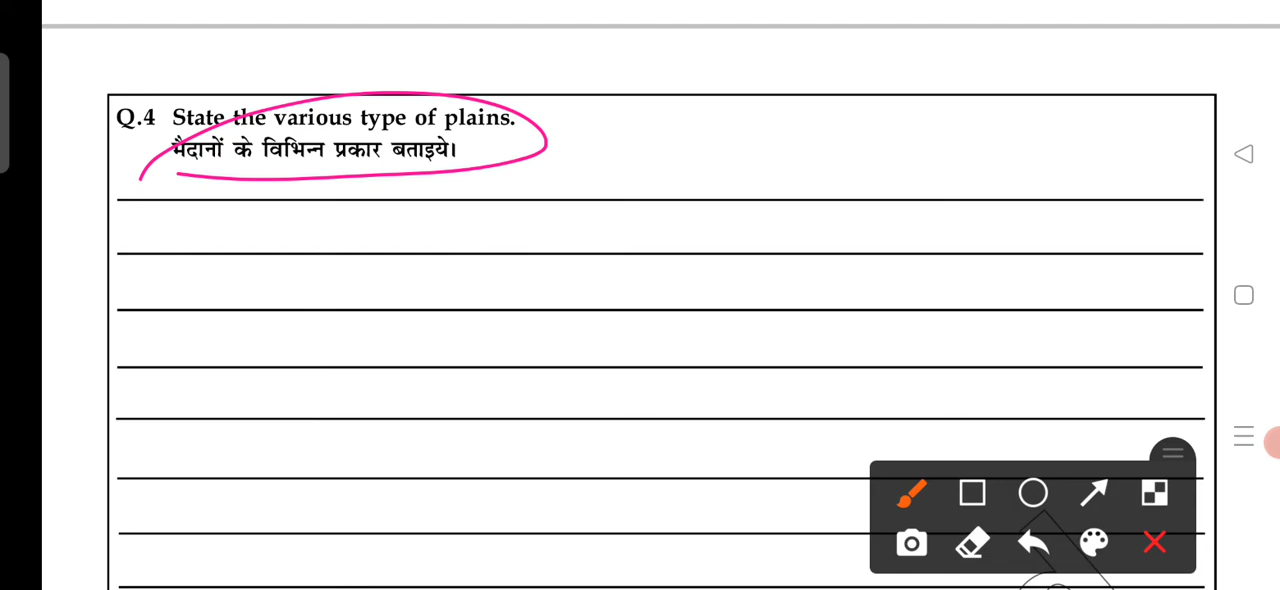 Q.4 State the various type of plains.
मैदानों के विभिन्न प्रकार बताइये।